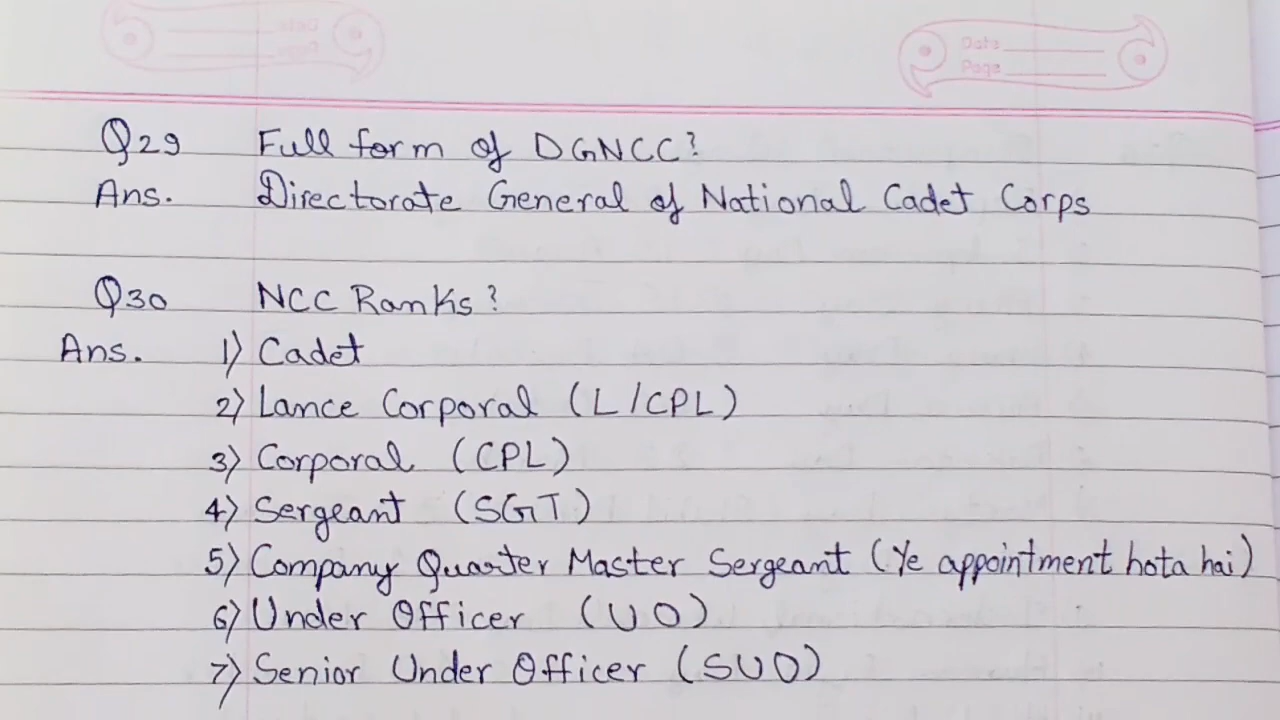 Date
Page
Q29 Full form of DGNCC?
Ans. Directorate General of National Cadet Corps
Q30 NCC Ranks?
Ans. 1) Cadet
2) Lance Corporal (L/CPL)
3) Corporal (CPL)
4) Sergeant (SGT)
5) Company Quarter Master Sergeant (Ye appointment hota hai)
6) Under Officer (UO)
7) Senior Under Officer (SUO)